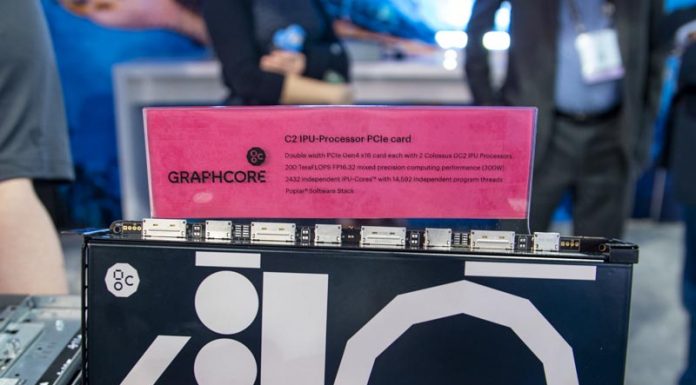 C2 IPU-Processor PCIe card
Double width PCIe Gen4 x16 card each with 2 Colossus GC2 IPU Processors
200 TeraFLOPS FP16.32 mixed precision computing performance (300W)
2432 independent IPU-Cores™ with 14,592 independent program threads
Poplar® Software Stack
GRAPHCORE